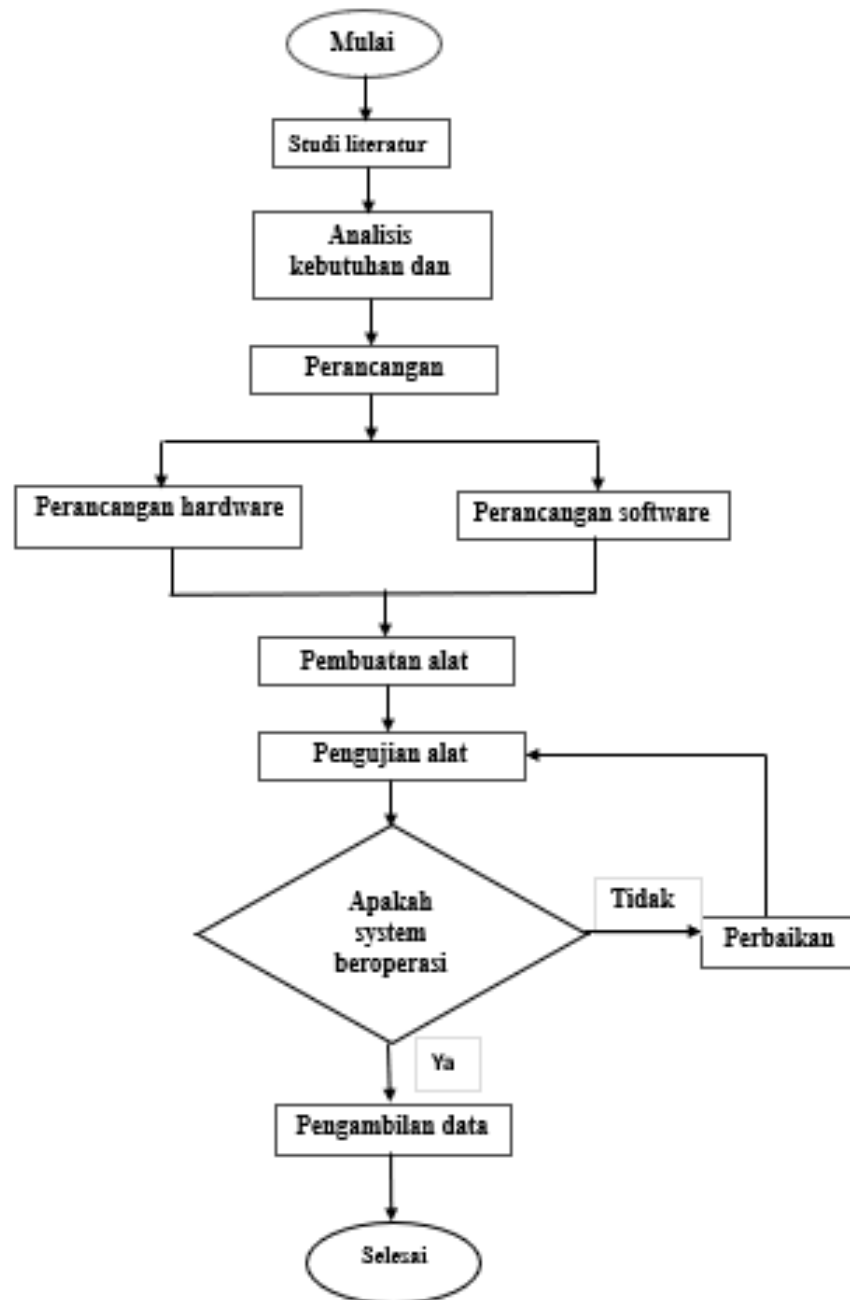 Mulai
Studi literatur
Analisis
kebutuhan dan
Perancangan
Perancangan hardware
Perancangan software
Pembuatan alat
Pengujian alat
Apakah
system
beroperasi
Tidak
Perbaikan
Ya
Pengambilan data
Selesai